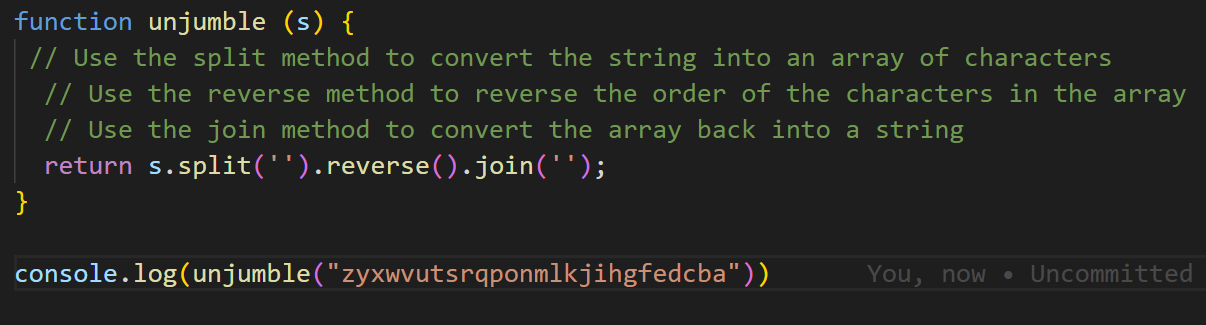 function unjumble (s) {
 // Use the split method to convert the string into an array of characters
  // Use the reverse method to reverse the order of the characters in the array
  // Use the join method to convert the array back into a string
  return s.split('').reverse().join('');
}
console.log(unjumble("zyxwvutsrqponmlkjihgfedcba")) You, now • Uncommitted